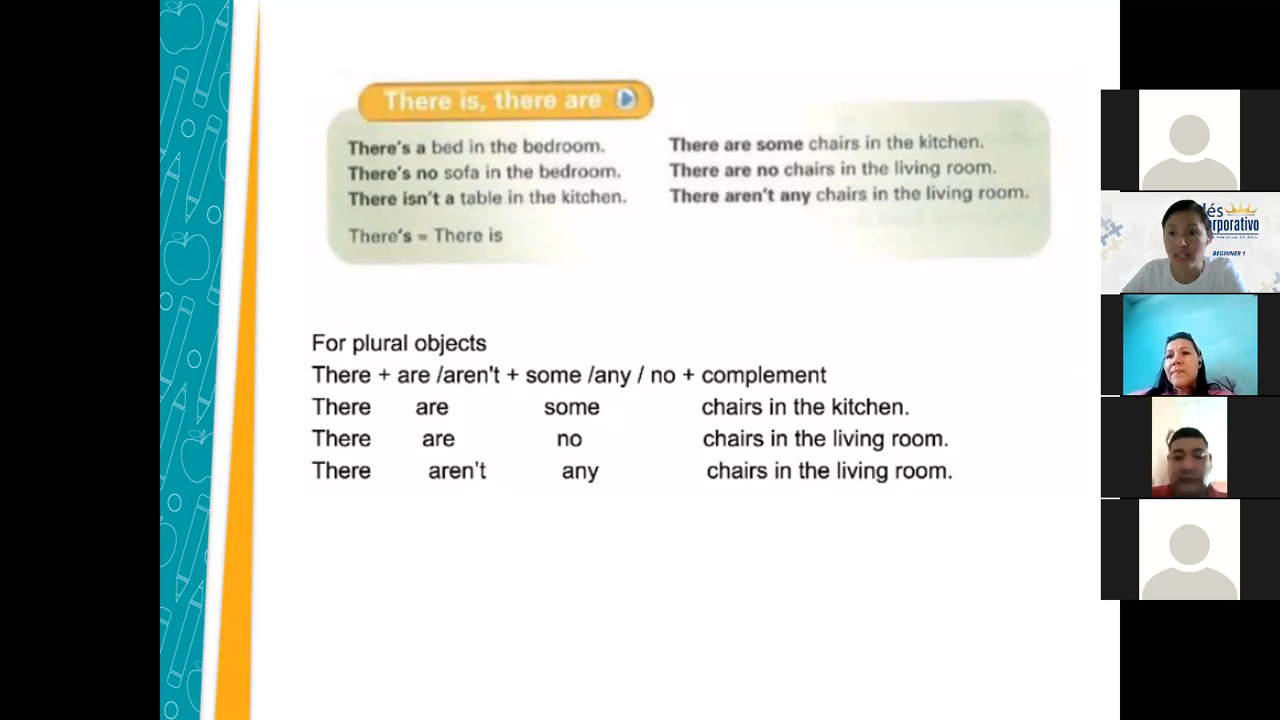 There is, there are
There's a bed in the bedroom.
There's no sofa in the bedroom.
There isn't a table in the kitchen.
There's = There is
There are some chairs in the kitchen.
There are no chairs in the living room.
There aren't any chairs in the living room.
For plural objects
There + are /aren't + some /any / no + complement
There are some chairs in the kitchen.
There are no chairs in the living room.
There aren't any chairs in the living room.
BEGINNER 1